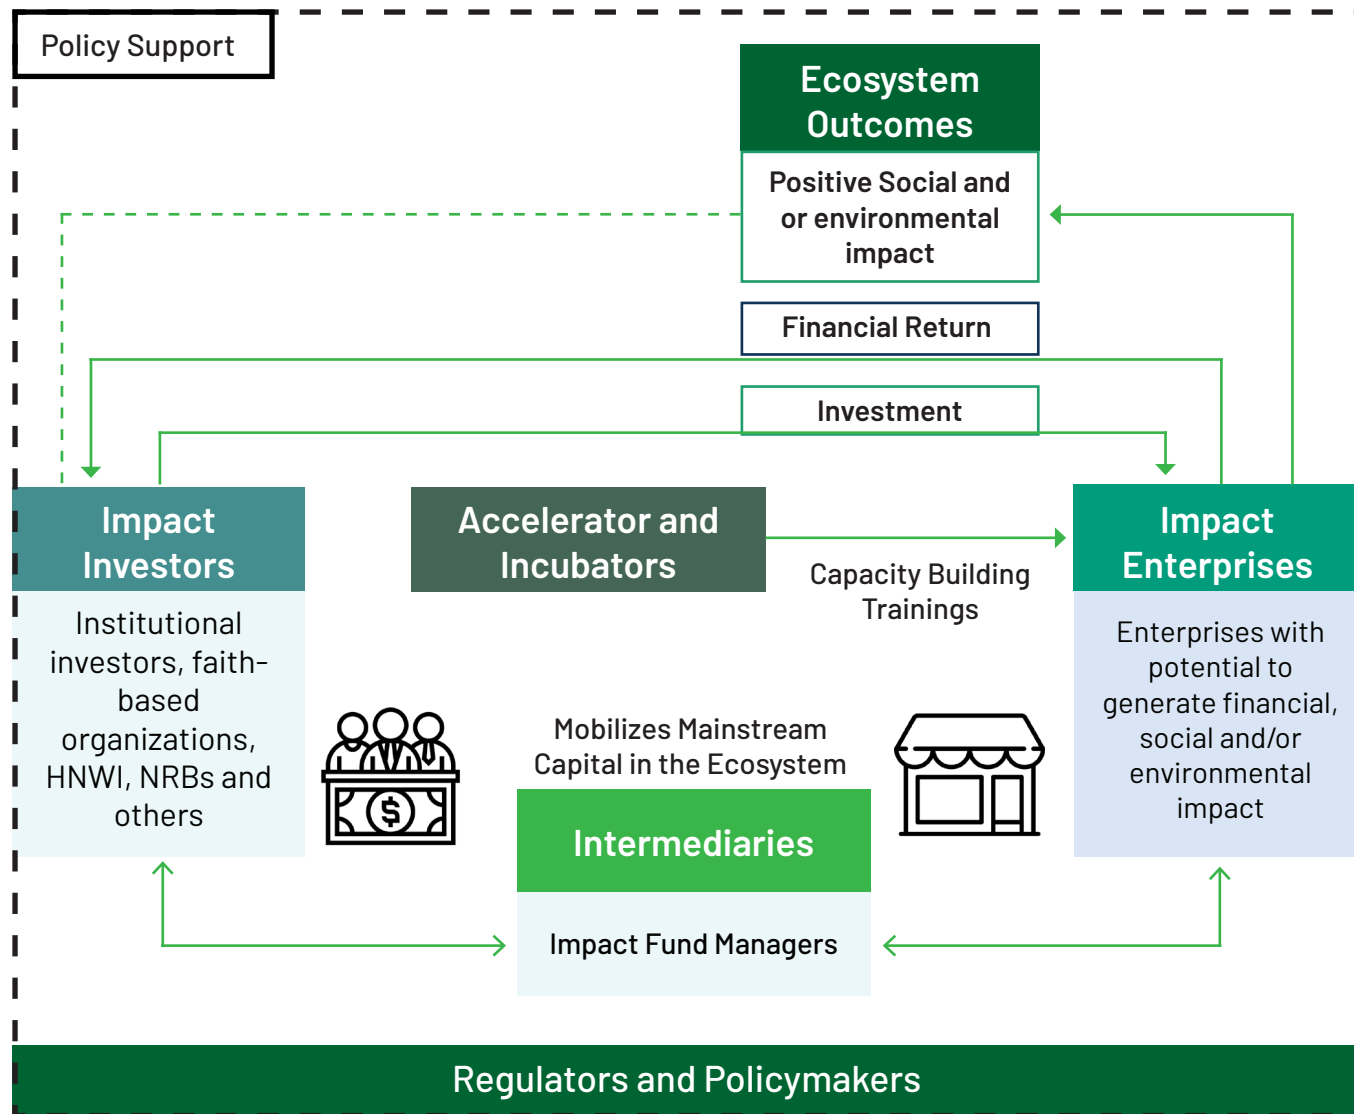 Policy Support
Ecosystem
Outcomes
Positive Social and
or environmental
impact
Financial Return
Investment
Impact
Investors
Institutional
investors, faith-
based
organizations,
HNWI, NRBs and
others
Accelerator and
Incubators
Capacity Building
Trainings
Impact
Enterprises
Enterprises with
potential to
generate financial,
social and/or
environmental
impact
Mobilizes Mainstream
Capital in the Ecosystem
$
Intermediaries
Impact Fund Managers
Regulators and Policymakers